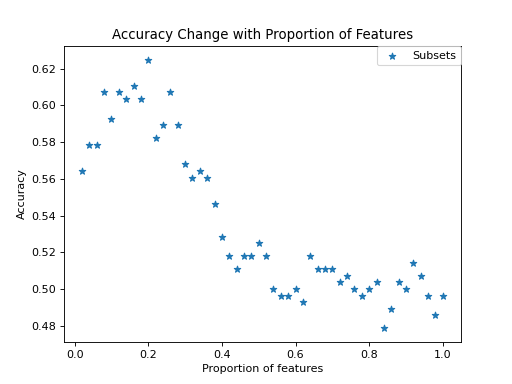 Accuracy Change with Proportion of Features
Subsets
0.62
0.60
0.58
0.56
0.54
0.52
0.50
0.48
Accuracy
0.0 0.2 0.4 0.6 0.8 1.0
Proportion of features